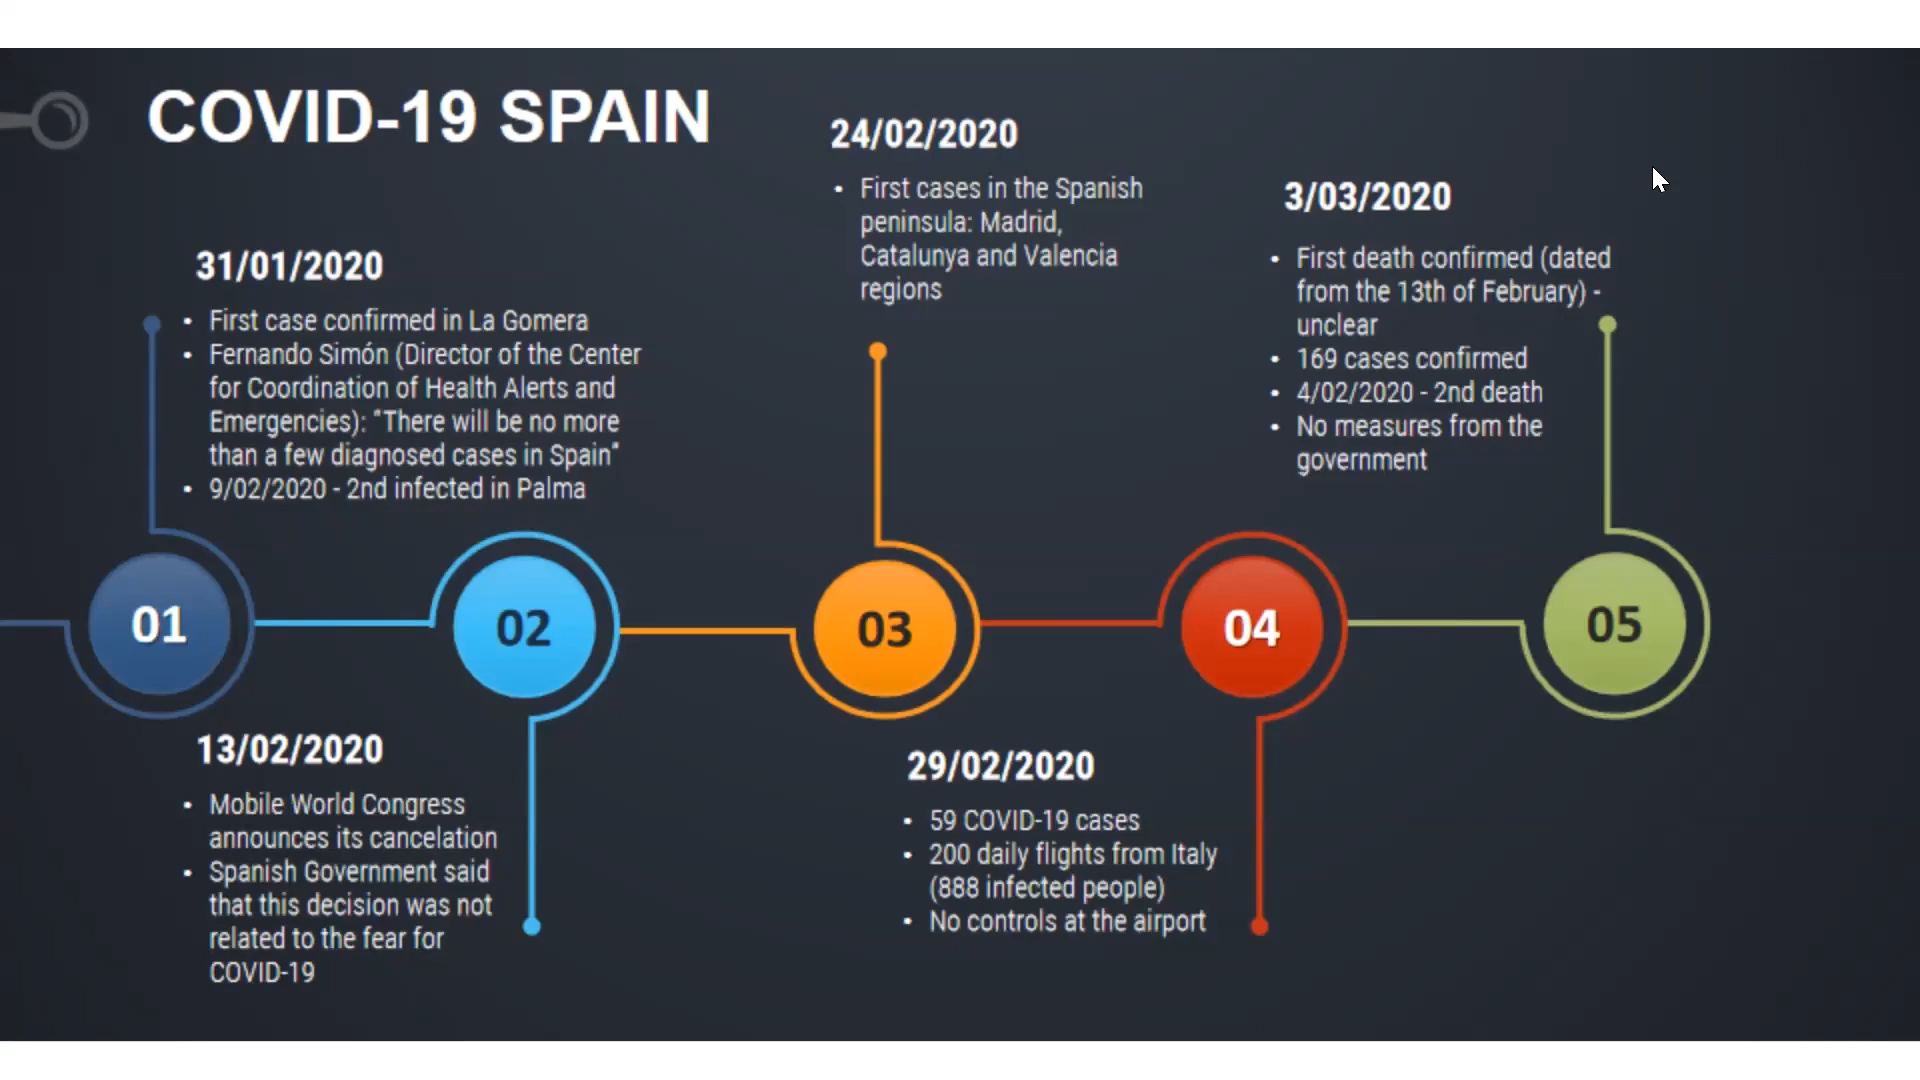 COVID-19 SPAIN
31/01/2020
• First case confirmed in La Gomera
• Fernando Simón (Director of the Center
for Coordination of Health Alerts and
Emergencies): "There will be no more
than a few diagnosed cases in Spain"
• 9/02/2020 - 2nd infected in Palma
24/02/2020
• First cases in the Spanish
peninsula: Madrid,
Catalunya and Valencia
regions
3/03/2020
• First death confirmed (dated
from the 13th of February) -
unclear
• 169 cases confirmed
• 4/02/2020 - 2nd death
• No measures from the
government
01
02
03
04
05
13/02/2020
• Mobile World Congress
announces its cancelation
• Spanish Government said
that this decision was not
related to the fear for
COVID-19
29/02/2020
• 59 COVID-19 cases
• 200 daily flights from Italy
(888 infected people)
• No controls at the airport